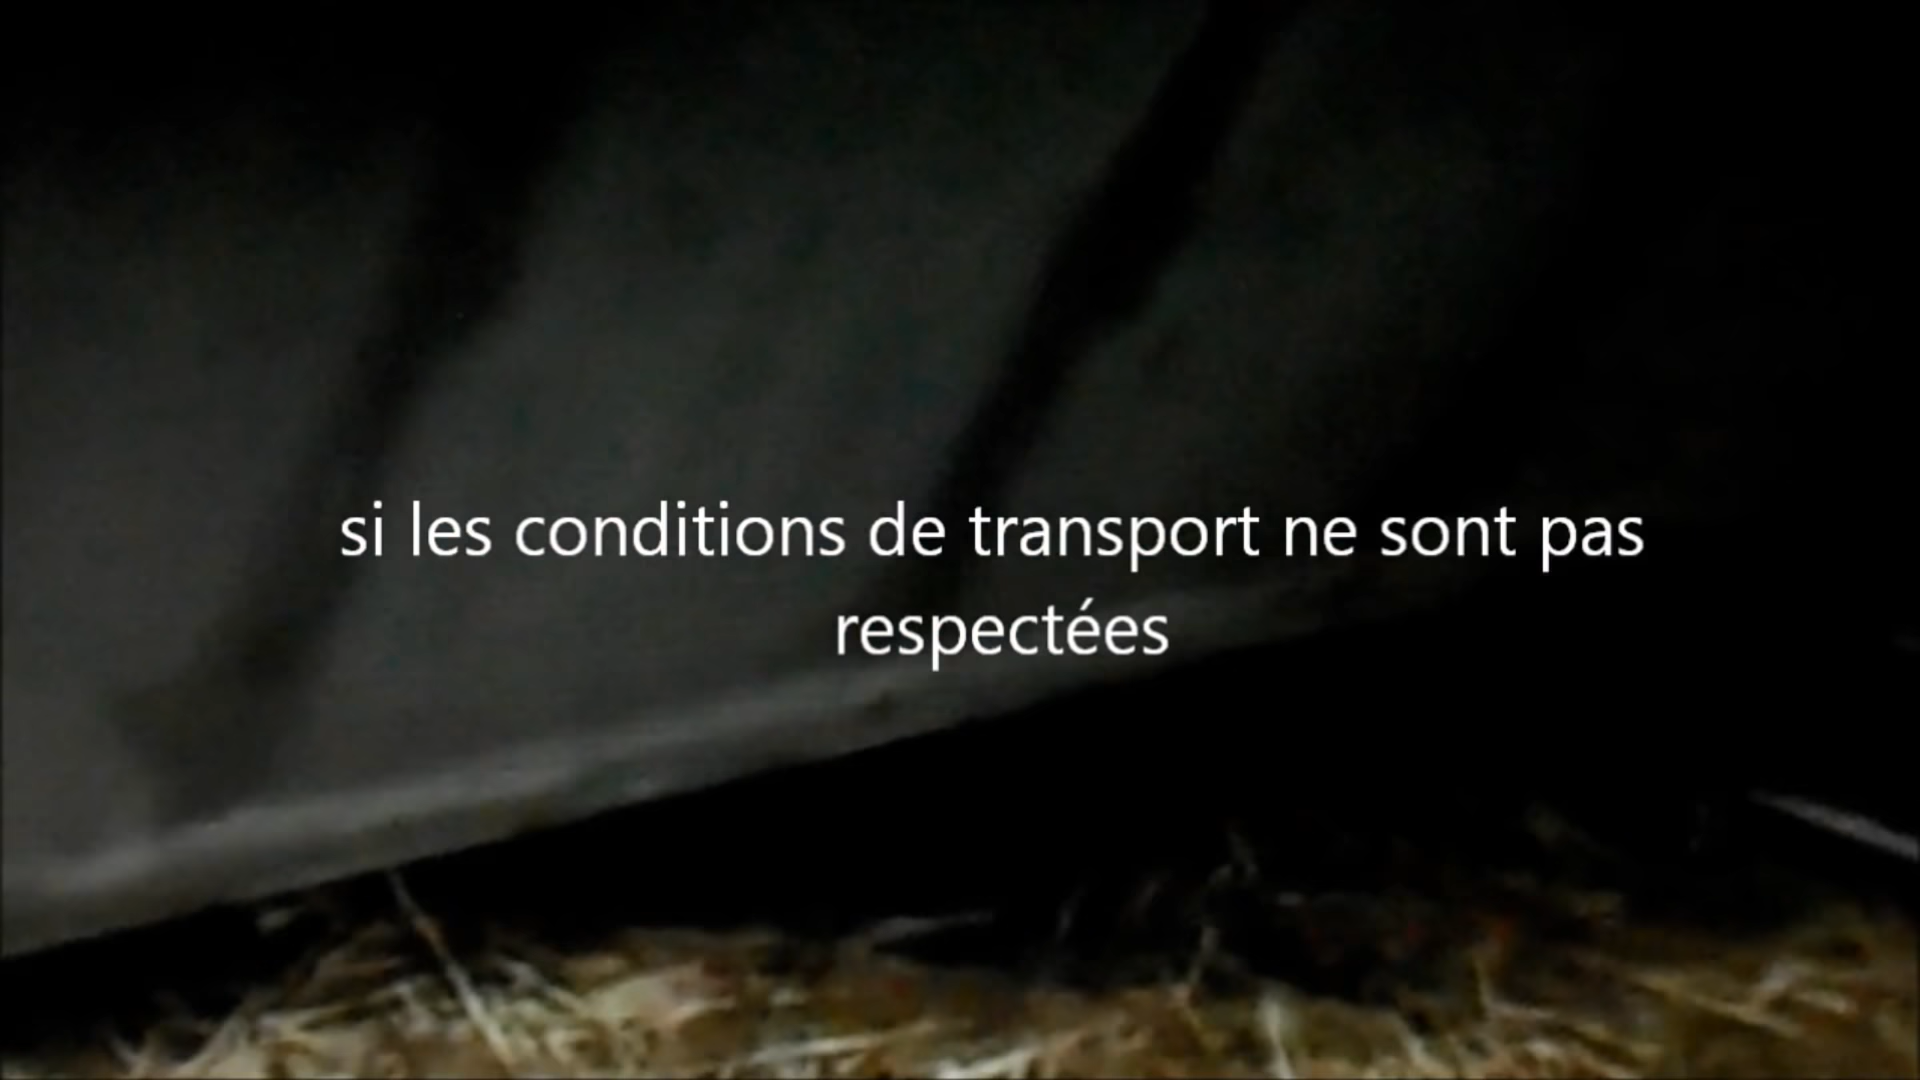 si les conditions de transport ne sont pas
respectées